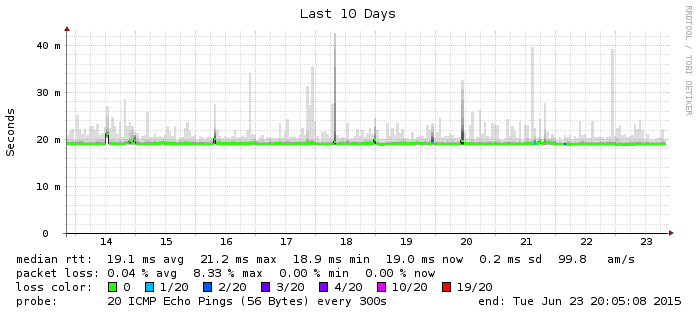 Last 10 Days
RRDTOOL / TOBI OETIKER
Seconds
40 m
30 m
20 m
10 m
0
14 15 16 17 18 19 20 21 22 23
median rtt: 19.1 ms avg 21.2 ms max 18.9 ms min 19.0 ms now 0.2 ms sd 99.8 am/s
packet loss: 0.04 % avg 8.33 % max 0.00 % min 0.00 % now
loss color: 0 1/20 2/20 3/20 4/20 10/20 19/20
probe: 20 ICMP Echo Pings (56 Bytes) every 300s end: Tue Jun 23 20:05:08 2015